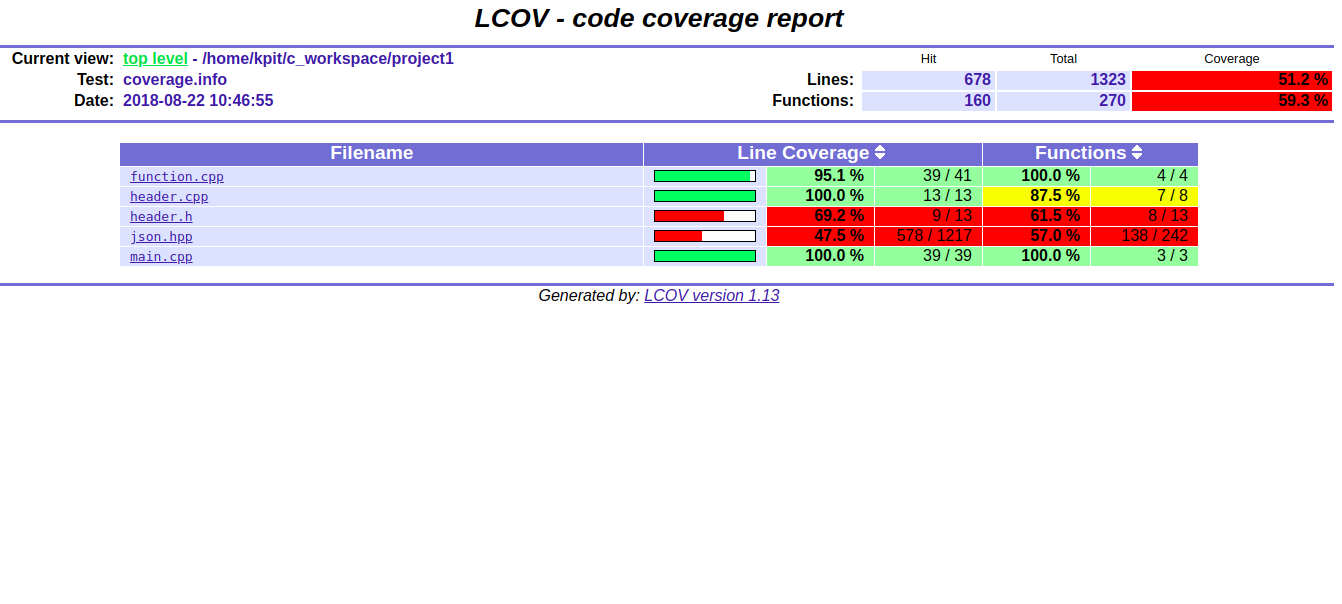 LCOV - code coverage report
Current view: top level - /home/kpit/c_workspace/project1 Hit Total Coverage
Test: coverage.info Lines: 678 1323 51.2 %
Date: 2018-08-22 10:46:55 Functions: 160 270 59.3 %
Filename Line Coverage Functions
function.cpp 95.1 % 39 / 41 100.0 % 4 / 4
header.cpp 100.0 % 13 / 13 87.5 % 7 / 8
header.h 69.2 % 9 / 13 61.5 % 8 / 13
json.hpp 47.5 % 578 / 1217 57.0 % 138 / 242
main.cpp 100.0 % 39 / 39 100.0 % 3 / 3
Generated by: LCOV version 1.13